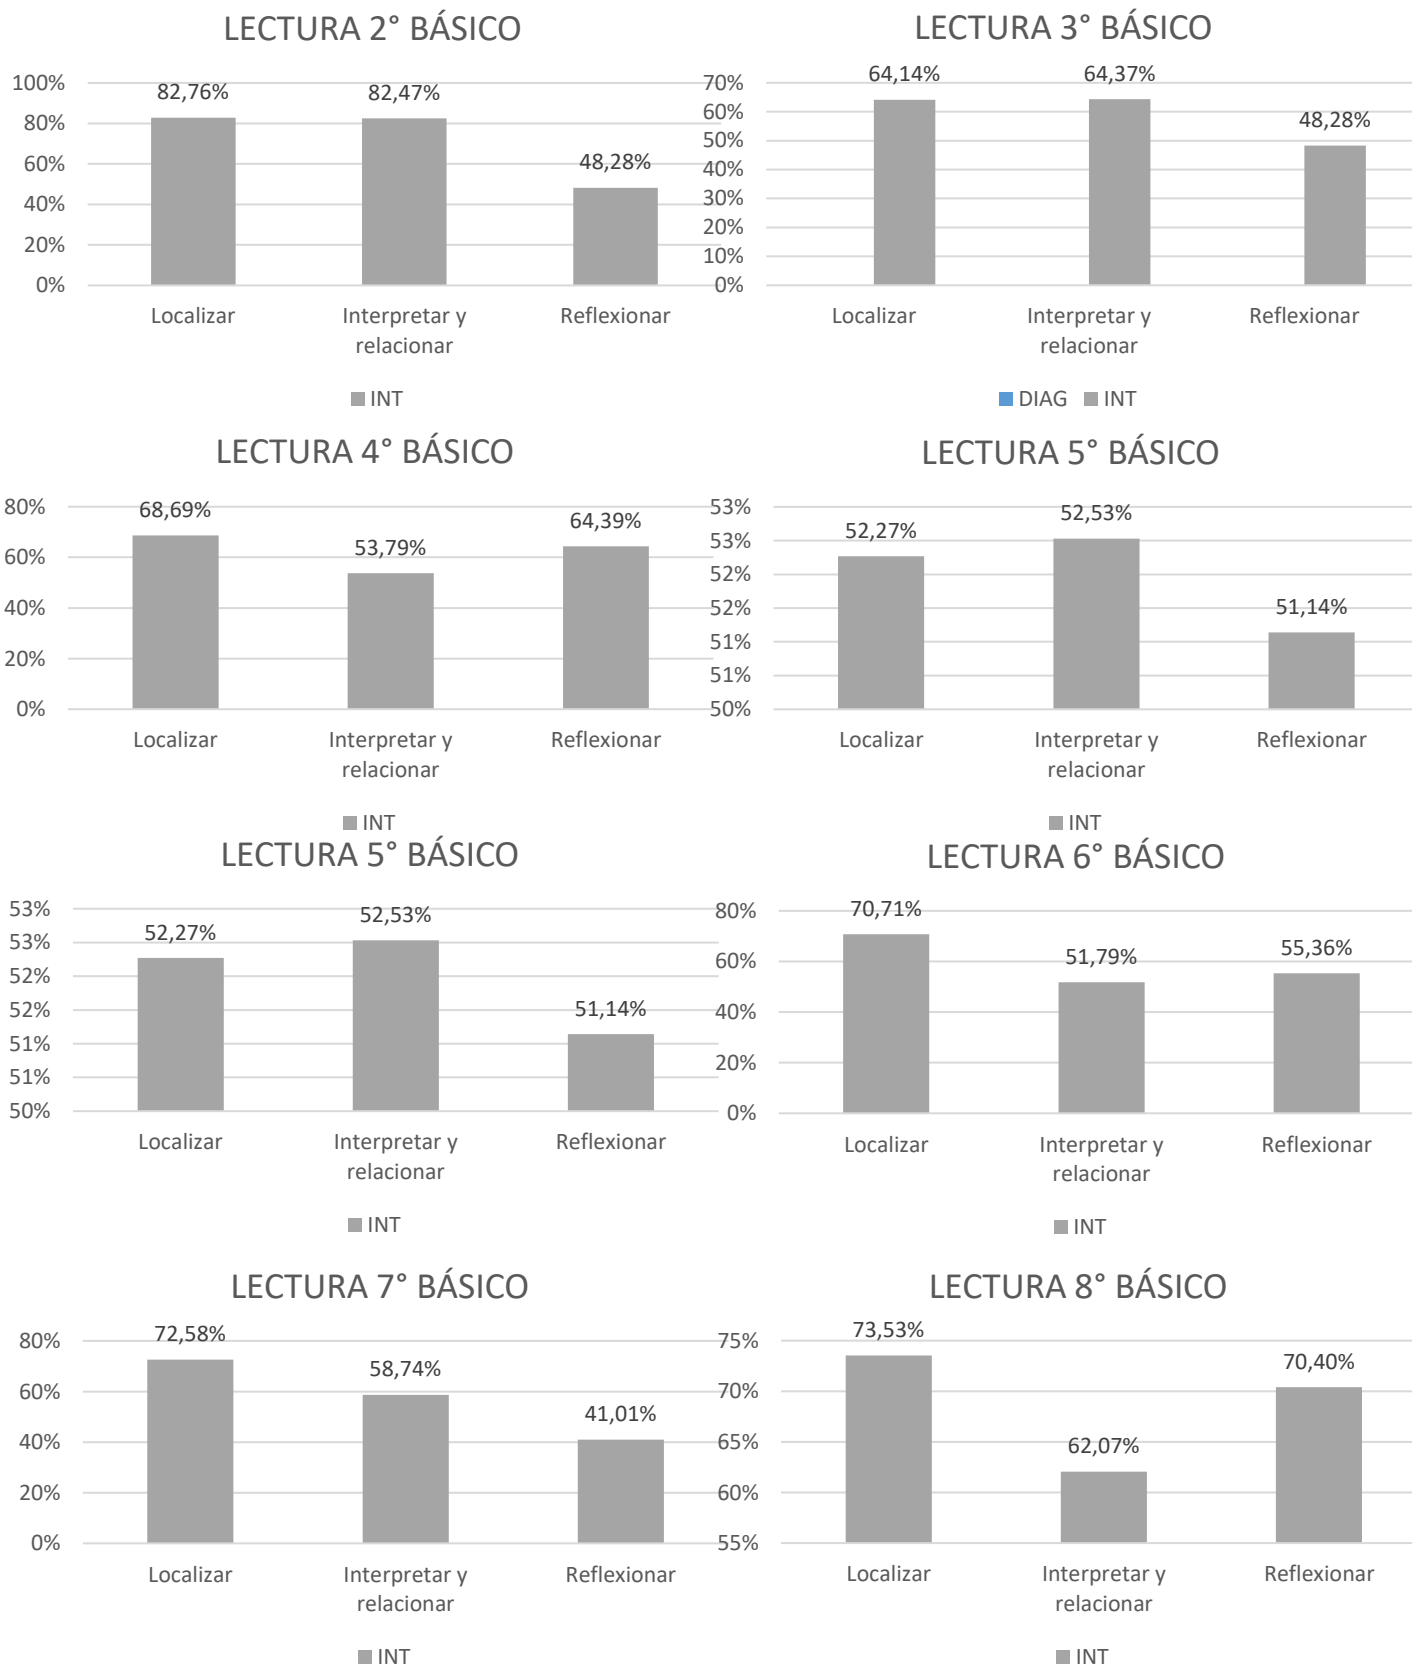 LECTURA 2° BÁSICO
100%
80%
60%
40%
20%
0%
82,76%
82,47%
48,28%
Localizar
Interpretar y
relacionar
Reflexionar
INT
LECTURA 3° BÁSICO
70%
60%
50%
40%
30%
20%
10%
0%
64,14%
64,37%
48,28%
Localizar
Interpretar y
relacionar
Reflexionar
DIAG INT
LECTURA 4° BÁSICO
80%
60%
40%
20%
0%
68,69%
53,79%
64,39%
Localizar
Interpretar y
relacionar
Reflexionar
INT
LECTURA 5° BÁSICO
53%
53%
52%
52%
51%
51%
50%
52,27%
52,53%
51,14%
Localizar
Interpretar y
relacionar
Reflexionar
INT
LECTURA 5° BÁSICO
53%
53%
52%
52%
51%
51%
50%
52,27%
52,53%
51,14%
Localizar
Interpretar y
relacionar
Reflexionar
INT
LECTURA 6° BÁSICO
80%
60%
40%
20%
0%
70,71%
51,79%
55,36%
Localizar
Interpretar y
relacionar
Reflexionar
INT
LECTURA 7° BÁSICO
80%
60%
40%
20%
0%
72,58%
58,74%
41,01%
Localizar
Interpretar y
relacionar
Reflexionar
INT
LECTURA 8° BÁSICO
75%
70%
65%
60%
55%
73,53%
62,07%
70,40%
Localizar
Interpretar y
relacionar
Reflexionar
INT